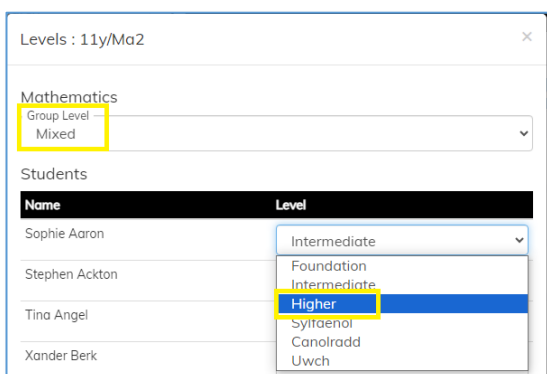 Levels : 11y/Ma2 ×
Mathematics
Group Level
Mixed
Students
Name Level
Sophie Aaron Intermediate
Foundation
Stephen Ackton Intermediate
Higher
Tina Angel Sylfaenol
Canolradd
Xander Berk Uwch